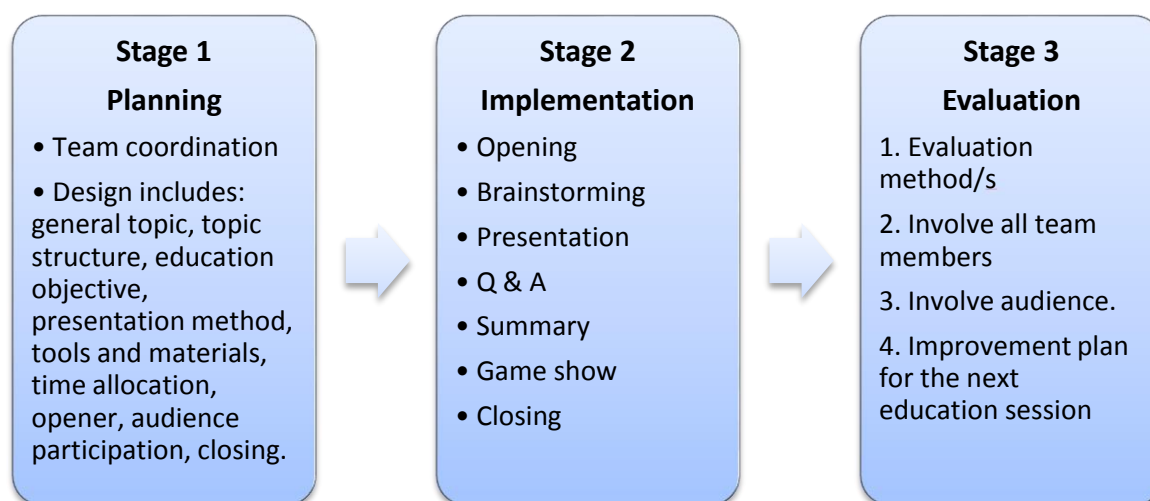 Stage 1
Planning
• Team coordination
• Design includes:
general topic, topic
structure, education
objective,
presentation method,
tools and materials,
time allocation,
opener, audience
participation, closing.
Stage 2
Implementation
• Opening
• Brainstorming
• Presentation
• Q & A
• Summary
• Game show
• Closing
Stage 3
Evaluation
1. Evaluation
method/s
2. Involve all team
members
3. Involve audience.
4. Improvement plan
for the next
education session